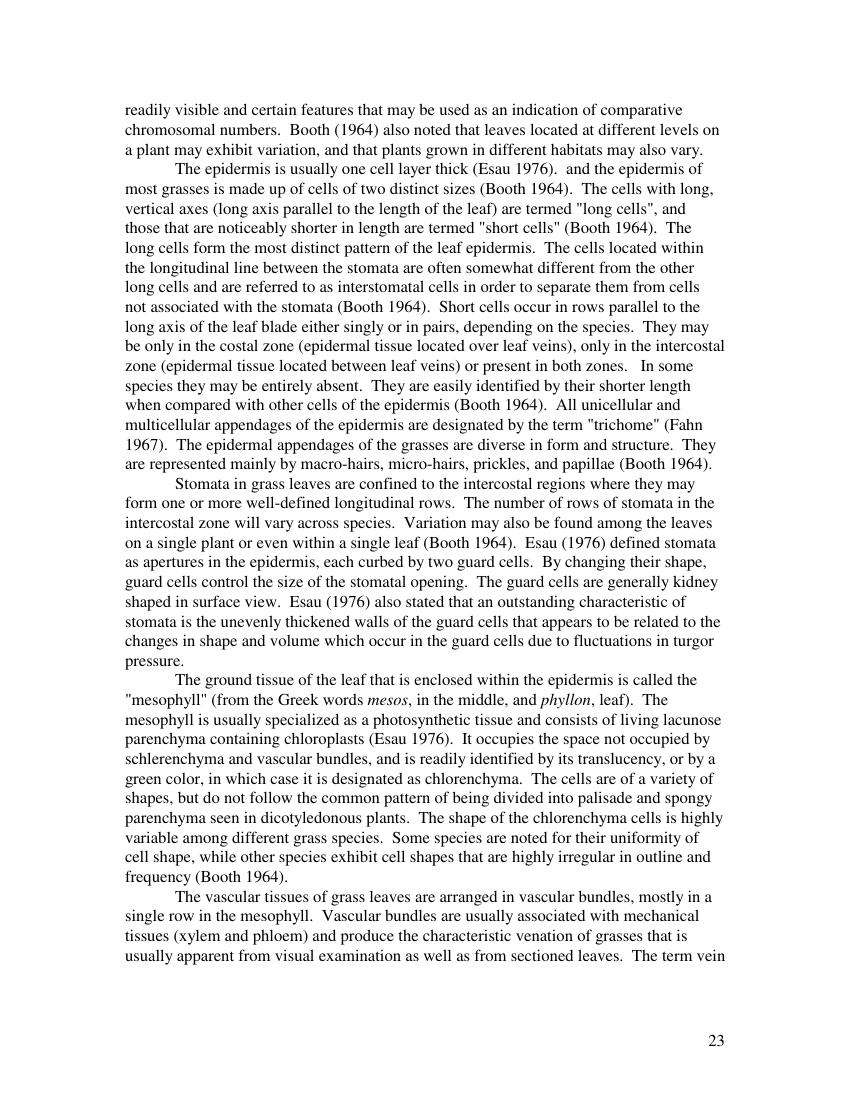 readily visible and certain features that may be used as an indication of comparative
chromosomal numbers.  Booth (1964) also noted that leaves located at different levels on
a plant may exhibit variation, and that plants grown in different habitats may also vary.
The epidermis is usually one cell layer thick (Esau 1976).  and the epidermis of
most grasses is made up of cells of two distinct sizes (Booth 1964).  The cells with long,
vertical axes (long axis parallel to the length of the leaf) are termed "long cells", and
those that are noticeably shorter in length are termed "short cells" (Booth 1964).  The
long cells form the most distinct pattern of the leaf epidermis.  The cells located within
the longitudinal line between the stomata are often somewhat different from the other
long cells and are referred to as interstomatal cells in order to separate them from cells
not associated with the stomata (Booth 1964).  Short cells occur in rows parallel to the
long axis of the leaf blade either singly or in pairs, depending on the species.  They may
be only in the costal zone (epidermal tissue located over leaf veins), only in the intercostal
zone (epidermal tissue located between leaf veins) or present in both zones.   In some
species they may be entirely absent.  They are easily identified by their shorter length
when compared with other cells of the epidermis (Booth 1964).  All unicellular and
multicellular appendages of the epidermis are designated by the term "trichome" (Fahn
1967).  The epidermal appendages of the grasses are diverse in form and structure.  They
are represented mainly by macro-hairs, micro-hairs, prickles, and papillae (Booth 1964).
Stomata in grass leaves are confined to the intercostal regions where they may
form one or more well-defined longitudinal rows.  The number of rows of stomata in the
intercostal zone will vary across species.  Variation may also be found among the leaves
on a single plant or even within a single leaf (Booth 1964).  Esau (1976) defined stomata
as apertures in the epidermis, each curbed by two guard cells.  By changing their shape,
guard cells control the size of the stomatal opening.  The guard cells are generally kidney
shaped in surface view.  Esau (1976) also stated that an outstanding characteristic of
stomata is the unevenly thickened walls of the guard cells that appears to be related to the
changes in shape and volume which occur in the guard cells due to fluctuations in turgor
pressure.
The ground tissue of the leaf that is enclosed within the epidermis is called the
"mesophyll" (from the Greek words mesos, in the middle, and phyllon, leaf).  The
mesophyll is usually specialized as a photosynthetic tissue and consists of living lacunose
parenchyma containing chloroplasts (Esau 1976).  It occupies the space not occupied by
schlerenchyma and vascular bundles, and is readily identified by its translucency, or by a
green color, in which case it is designated as chlorenchyma.  The cells are of a variety of
shapes, but do not follow the common pattern of being divided into palisade and spongy
parenchyma seen in dicotyledonous plants.  The shape of the chlorenchyma cells is highly
variable among different grass species.  Some species are noted for their uniformity of
cell shape, while other species exhibit cell shapes that are highly irregular in outline and
frequency (Booth 1964).
The vascular tissues of grass leaves are arranged in vascular bundles, mostly in a
single row in the mesophyll.  Vascular bundles are usually associated with mechanical
tissues (xylem and phloem) and produce the characteristic venation of grasses that is
usually apparent from visual examination as well as from sectioned leaves.  The term vein
23